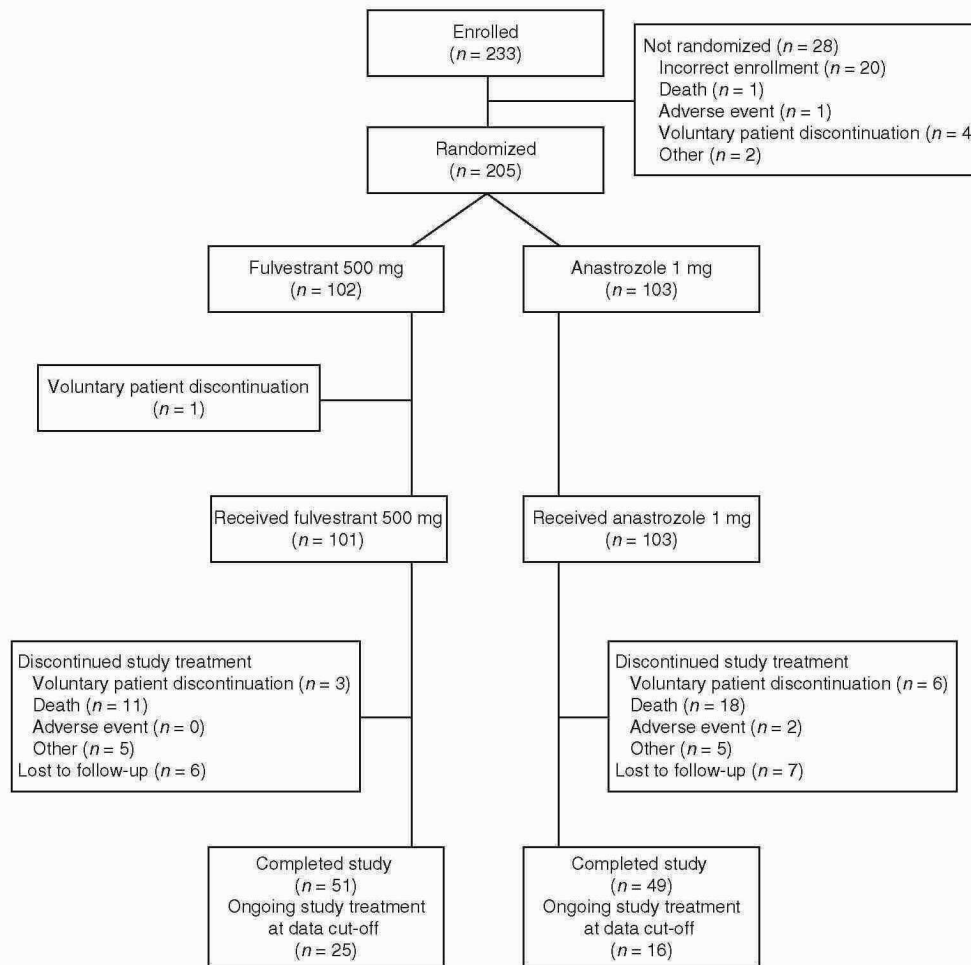 Enrolled
(n = 233)
Not randomized (n = 28)
Incorrect enrollment (n = 20)
Death (n = 1)
Adverse event (n = 1)
Voluntary patient discontinuation (n = 4
Other (n = 2)
Randomized
(n = 205)
Fulvestrant 500 mg
(n = 102)
Anastrozole 1 mg
(n = 103)
Voluntary patient discontinuation
(n = 1)
Received fulvestrant 500 mg
(n = 101)
Received anastrozole 1 mg
(n = 103)
Discontinued study treatment
Voluntary patient discontinuation (n = 3)
Death (n = 11)
Adverse event (n = 0)
Other (n = 5)
Lost to follow-up (n = 6)
Discontinued study treatment
Voluntary patient discontinuation (n = 6)
Death (n = 18)
Adverse event (n = 2)
Other (n = 5)
Lost to follow-up (n = 7)
Completed study
(n = 51)
Ongoing study treatment
at data cut-off
(n = 25)
Completed study
(n = 49)
Ongoing study treatment
at data cut-off
(n = 16)